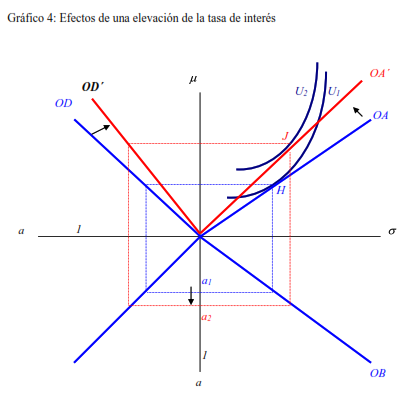 Gráfico 4: Efectos de una elevación de la tasa de interés
OA´
OD´
μ
U2 U1
OD
OA
J
H
a l σ
a1
a2
l
OB
a